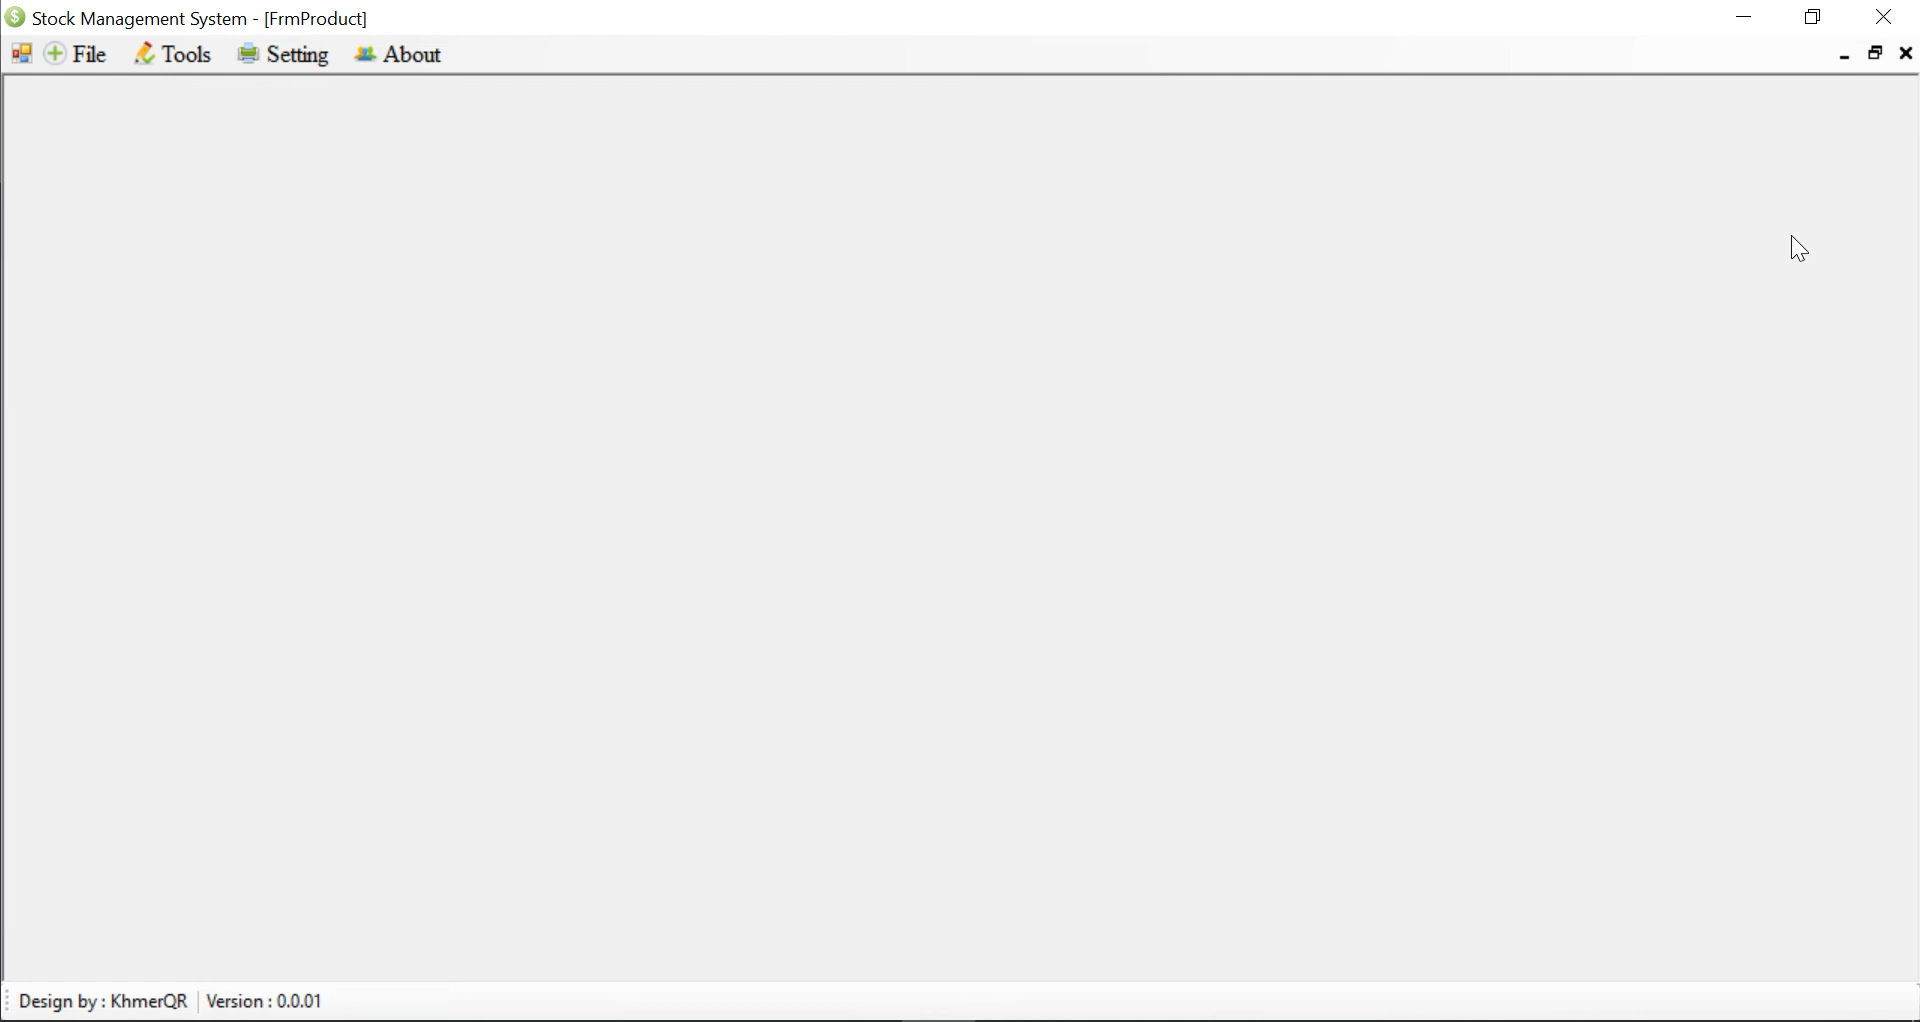 Stock Management System - [FrmProduct]
File Tools Setting About
Design by : KhmerQR Version : 0.0.01